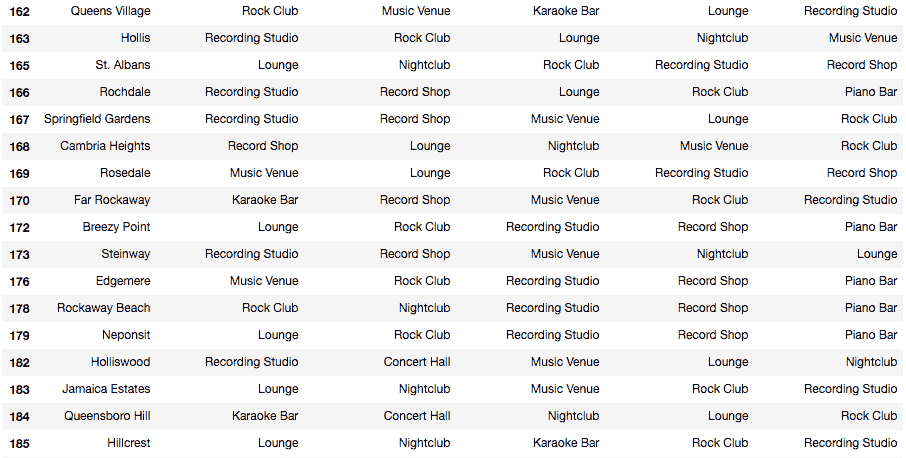 162 Queens Village Rock Club Music Venue Karaoke Bar Lounge Recording Studio
163 Hollis Recording Studio Rock Club Lounge Nightclub Music Venue
165 St. Albans Lounge Nightclub Rock Club Recording Studio Record Shop
166 Rochdale Recording Studio Record Shop Lounge Rock Club Piano Bar
167 Springfield Gardens Recording Studio Record Shop Music Venue Lounge Rock Club
168 Cambria Heights Record Shop Lounge Nightclub Music Venue Rock Club
169 Rosedale Music Venue Lounge Rock Club Recording Studio Record Shop
170 Far Rockaway Karaoke Bar Record Shop Music Venue Rock Club Recording Studio
172 Breezy Point Lounge Rock Club Recording Studio Record Shop Piano Bar
173 Steinway Recording Studio Record Shop Music Venue Nightclub Lounge
176 Edgemere Music Venue Rock Club Recording Studio Record Shop Piano Bar
178 Rockaway Beach Rock Club Nightclub Recording Studio Record Shop Piano Bar
179 Neponsit Lounge Rock Club Recording Studio Record Shop Piano Bar
182 Holliswood Recording Studio Concert Hall Music Venue Lounge Nightclub
183 Jamaica Estates Lounge Nightclub Music Venue Rock Club Recording Studio
184 Queensboro Hill Karaoke Bar Concert Hall Nightclub Lounge Rock Club
185 Hillcrest Lounge Nightclub Karaoke Bar Rock Club Recording Studio